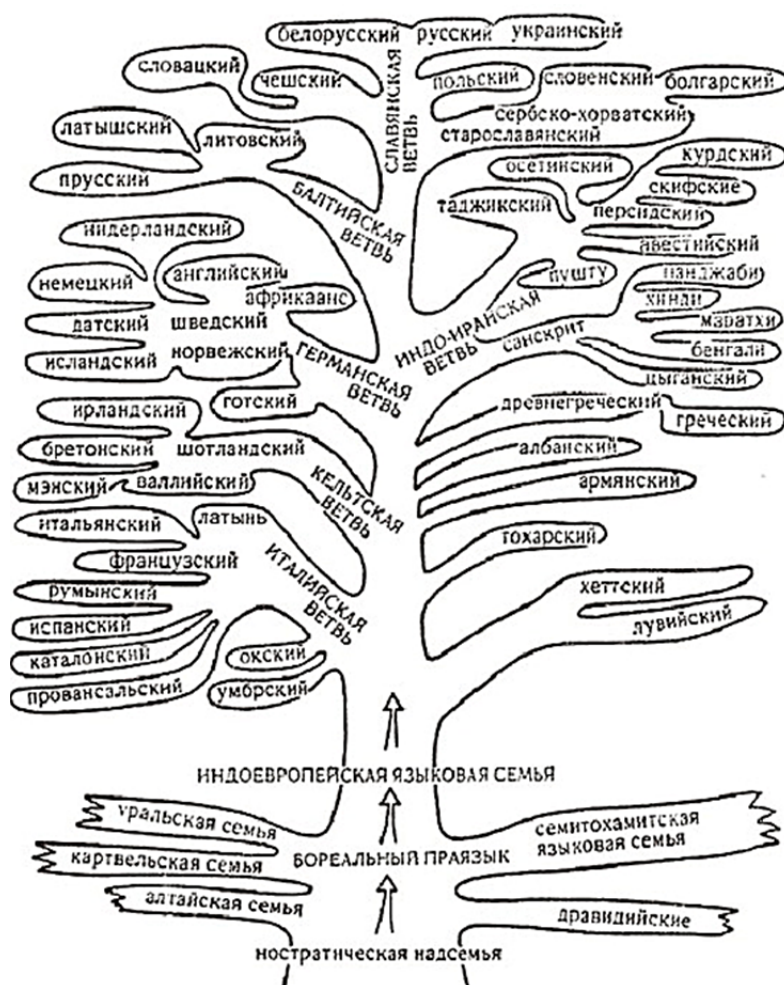 белорусский русский украинский
словацкий
чешский
СЛАВЯНСКАЯ
ВЕТВЬ
польский
словенский
болгарский
сербско-хорватский
старославянский
латышский
литовский
прусский
БАЛТИЙСКАЯ
ВЕТВЬ
осетинский
курдский
скифские
таджикский
персидский
авестийский
пушту
ИНДО-ИРАНСКАЯ
ВЕТВЬ
панджаби
хинди
маратхи
санскрит
бенгали
цыганский
нидерландский
немецкий
английский
африкаанс
датский
шведский
исландский
норвежский
ГЕРМАНСКАЯ
ВЕТВЬ
готский
древнегреческий
греческий
ирландский
бретонский
шотландский
мэнский
валлийский
КЕЛЬТСКАЯ
ВЕТВЬ
албанский
армянский
итальянский
латынь
французский
румынский
испанский
каталонский
провансальский
ИТАЛИЙСКАЯ
ВЕТВЬ
окский
умбрский
тохарский
хеттский
лувийский
ИНДОЕВРОПЕЙСКАЯ ЯЗЫКОВАЯ СЕМЬЯ
уральская семья
картвельская семья
алтайская семья
БОРЕАЛЬНЫЙ ПРАЯЗЫК
семитохамитская
языковая семья
дравидийские
ностратическая надсемья